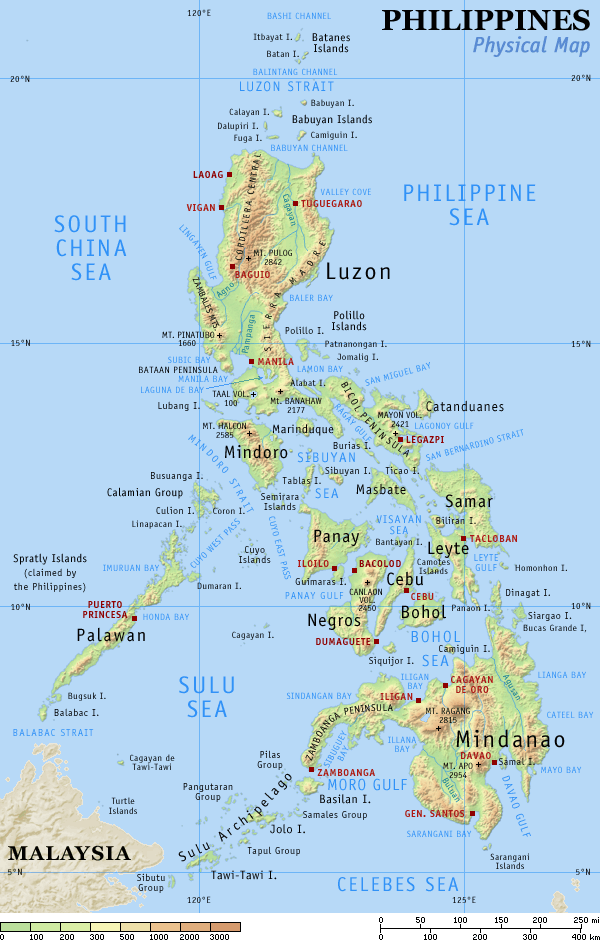 120°E
BASHI CHANNEL
PHILIPPINES
Physical Map
Itbayat I.
Batanes
Islands
Batan I.
BALINTANG CHANNEL
20°N
20°N
LUZON STRAIT
Babuyan I.
Calayan I.
Babuyan Islands
Dalupiri I.
Camiguin I.
Fuga I.
BABUYAN CHANNEL
LAOAG
CORDILLERA CENTRAL
Cagayan
VALLEY COVE
VIGAN
TUGUEGARAO
PHILIPPINE
SEA
SOUTH
CHINA
SEA
LINGAYEN GULF
MT. PULOG
2842
BAGUIO
Luzon
SIERRA MADRE
ZAMBALES MTS.
Agno
BALER BAY
Pampanga
Polillo
Islands
Polillo I.
MT. PINATUBO
1660
15°N
15°N
Patnanongan I.
Jomalig I.
SUBIC BAY
MANILA
BATAAN PENINSULA
LAMON BAY
MANILA BAY
SAN MIGUEL BAY
LAGUNA DE BAY
Alabat I.
TAAL VOL.
100
Mt. BANAHAW
2177
BICOL PENINSULA
Lubang I.
RAGAY GULF
MAYON VOL.
2421
Catanduanes
LAGONOY GULF
MT. HALCON
2585
Marinduque
LEGAZPI
Burias I.
SAN BERNARDINO STRAIT
Mindoro
MINDORO STRAIT
SIBUYAN
SEA
Sibuyan I.
Ticao I.
Busuanga I.
Tablas I.
Masbate
Calamian Group
Semirara
Islands
Samar
Culion I.
Coron I.
Linapacan I.
CUYO WEST PASS
CUYO EAST PASS
Panay
VISAYAN
SEA
Biliran I.
TACLOBAN
Bantayan I.
Leyte
Cuyo
Islands
Spratly Islands
(claimed by
the Philippines)
IMURUAN BAY
ILOILO
BACOLOD
Camotes
Islands
LEYTE
GULF
Homonhon I.
Guimaras I.
Cebu
Dumaran I.
PANAY GULF
CANLAON
VOL.
2450
CEBU
Dinagat I.
PUERTO
PRINCESA
10°N
Panaon I.
10°N
HONDA BAY
Negros
Bohol
Siargao I.
Bucas Grande I,
Palawan
Cagayan I.
DUMAGUETE
BOHOL
SEA
Camiguin I.
Siquijor I.
SULU
SEA
ILIGAN
BAY
CAGAYAN
DE ORO
Agusan
LIANGA BAY
Bugsuk I.
SINDANGAN BAY
ILIGAN
Balabac I.
ZAMBOANGA PENINSULA
MT. RAGANG
2815
CATEEL BAY
BALABAC STRAIT
SIBUGUEY
BAY
ILLANA
BAY
Mindanao
Pilas
Group
DAVAO
Samal I.
Cagayan de
Tawi-Tawi
MT. APO
2954
MAYO BAY
ZAMBOANGA
MORO GULF
Buluan
DAVAO GULF
Pangutaran
Group
Turtle
Islands
Basilan I.
Samales Group
GEN. SANTOS
Sulu Archipelago
Jolo I.
SARANGANI BAY
MALAYSIA
Tapul Group
Sarangani
Islands
5°N
5°N
Sibutu
Group
Tawi-Tawi I.
CELEBES SEA
120°E
125°E
0 50 100 150 200 250 mi
0 100 200 300 400 km
0 100 200 300 500 1000 2000 3000